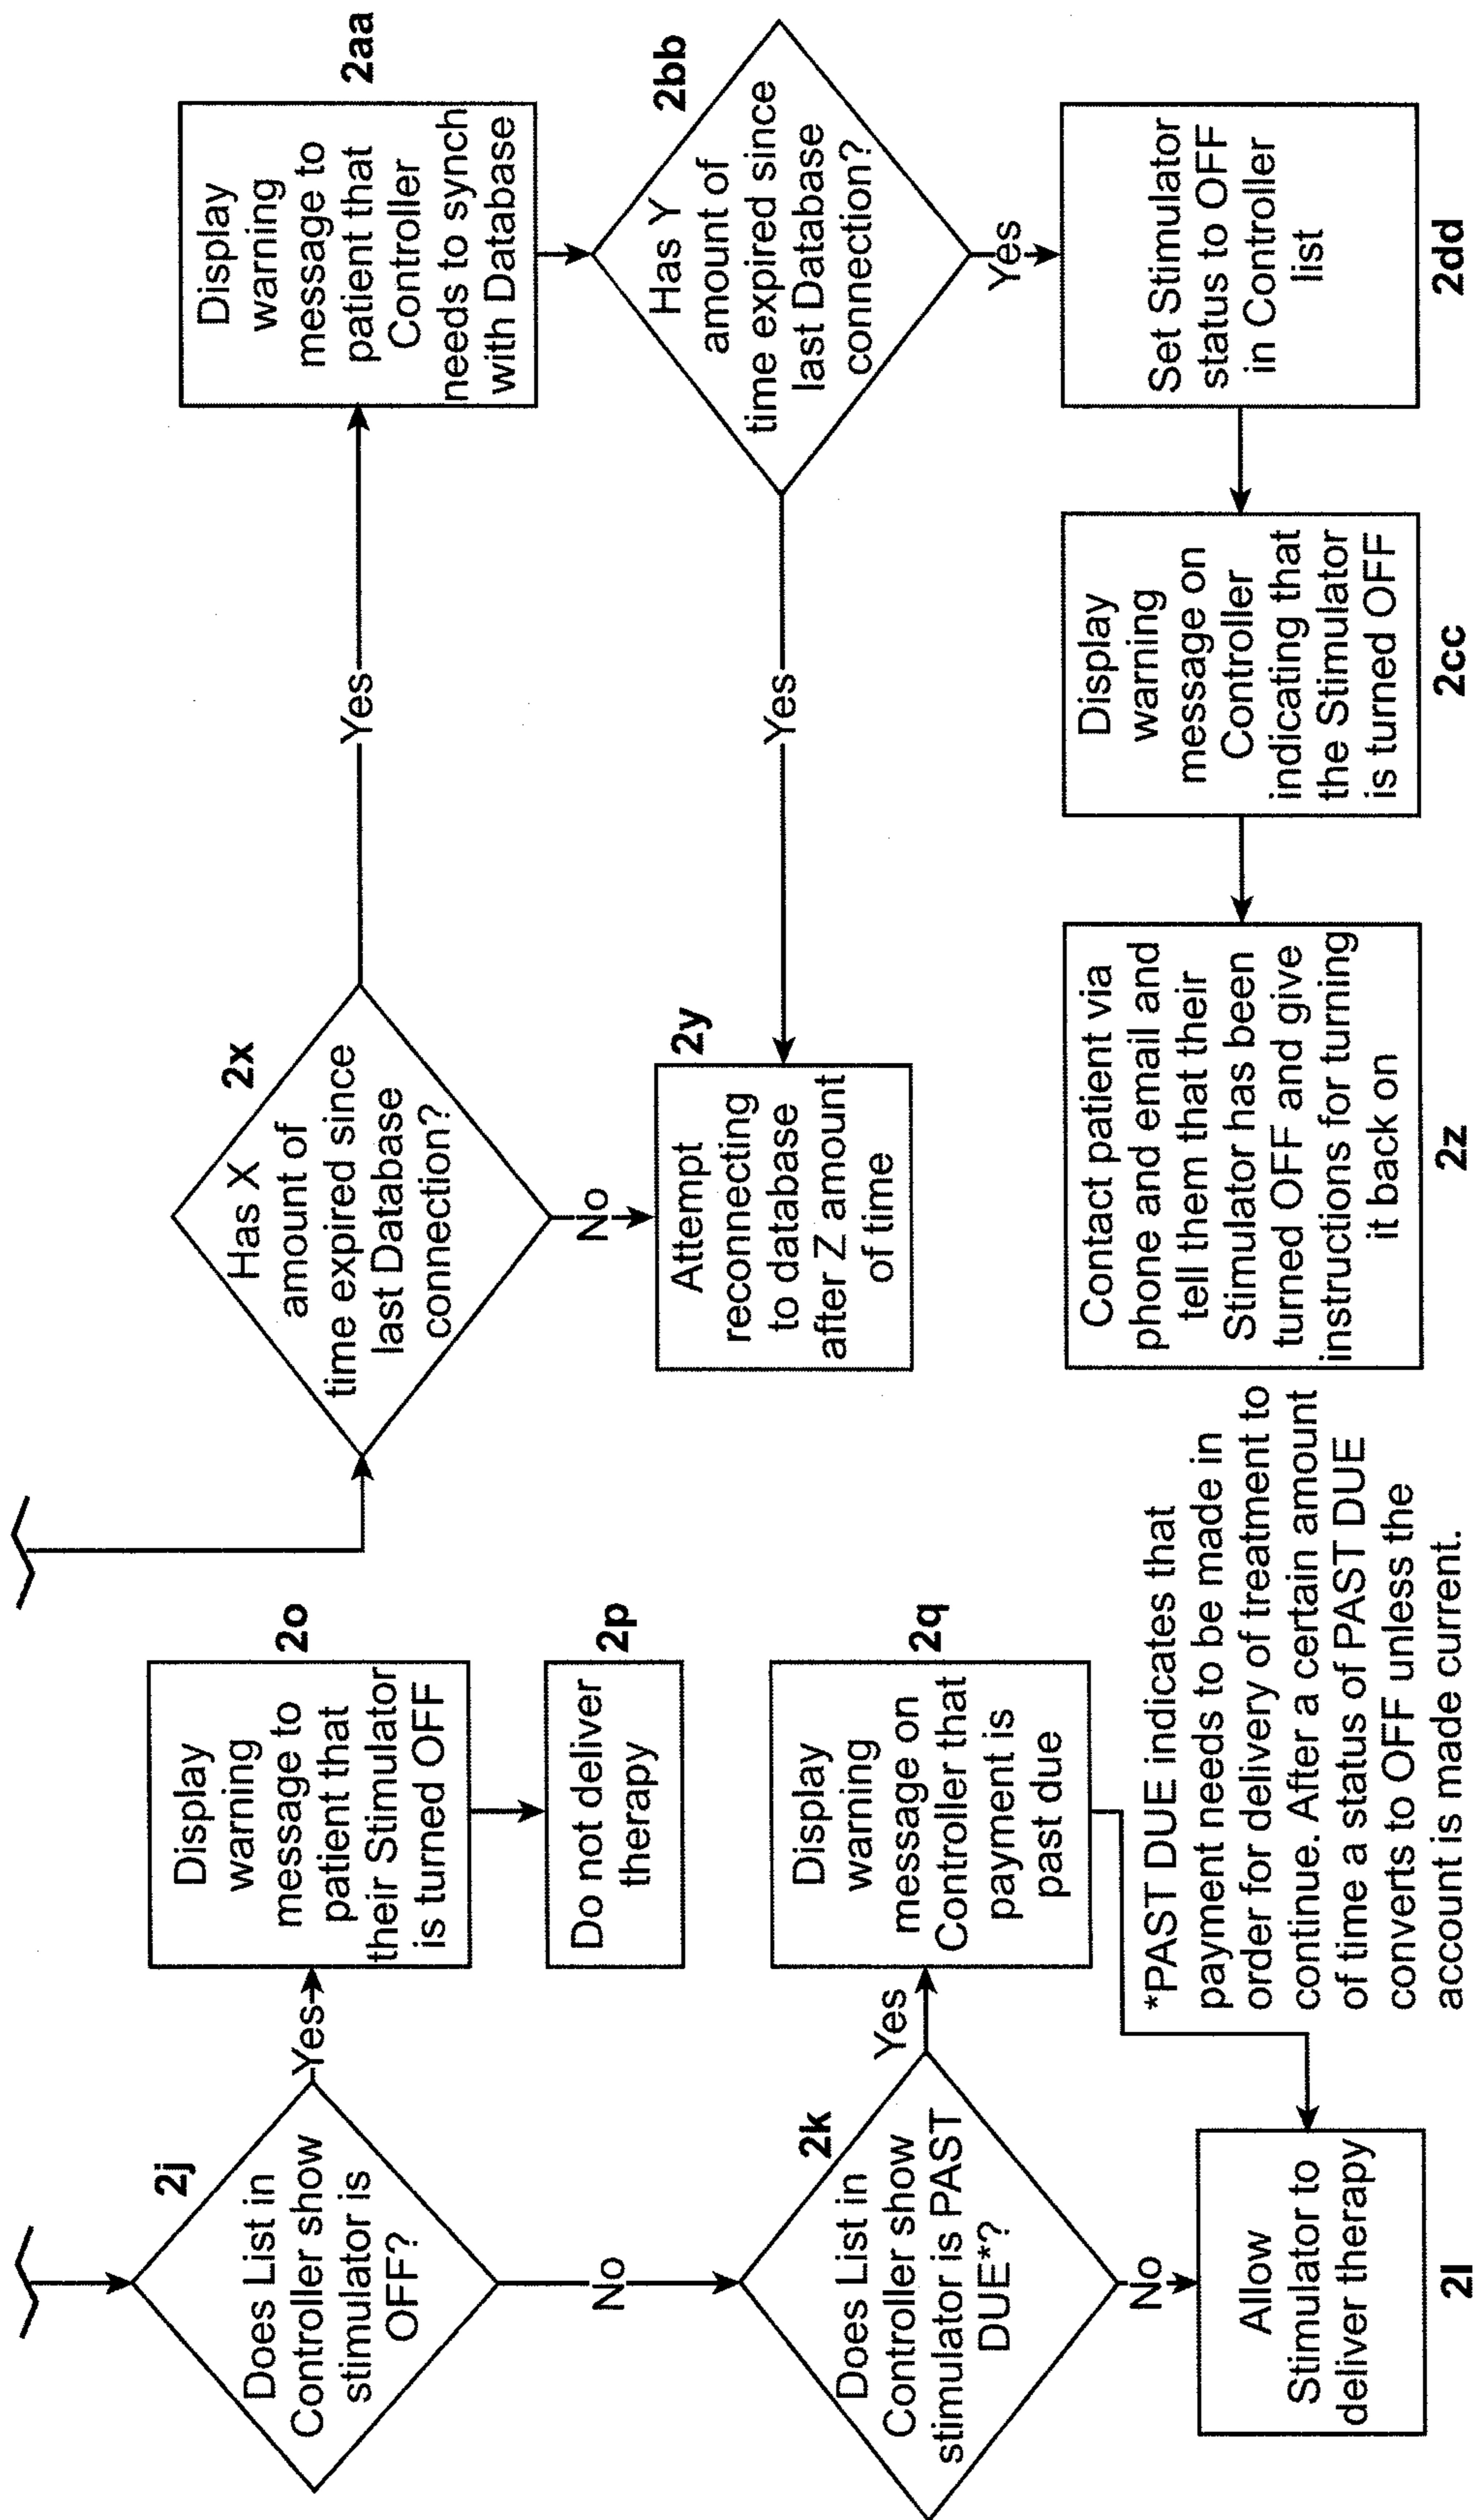 2j
Does List in
Controller show
stimulator is
OFF?
Yes
Display
warning
message to
patient that
their Stimulator
is turned OFF
2o
Do not deliver
therapy
2p
No
2k
Does List in
Controller show
stimulator is PAST
DUE*?
Yes
Display
warning
message on
Controller that
payment is
past due
2q
No
Allow
Stimulator to
deliver therapy
2l
*PAST DUE indicates that
payment needs to be made in
order for delivery of treatment to
continue. After a certain amount
of time a status of PAST DUE
converts to OFF unless the
account is made current.
2x
Has X
amount of
time expired since
last Database
connection?
No
Attempt
reconnecting
to database
after Z amount
of time
2y
Yes
Display
warning
message to
patient that
Controller
needs to synch
with Database
2aa
2bb
Has Y
amount of
time expired since
last Database
connection?
Yes
Yes
Set Stimulator
status to OFF
in Controller
list
2dd
Display
warning
message on
Controller
indicating that
the Stimulator
is turned OFF
2cc
Contact patient via
phone and email and
tell them that their
Stimulator has been
turned OFF and give
instructions for turning
it back on
2z